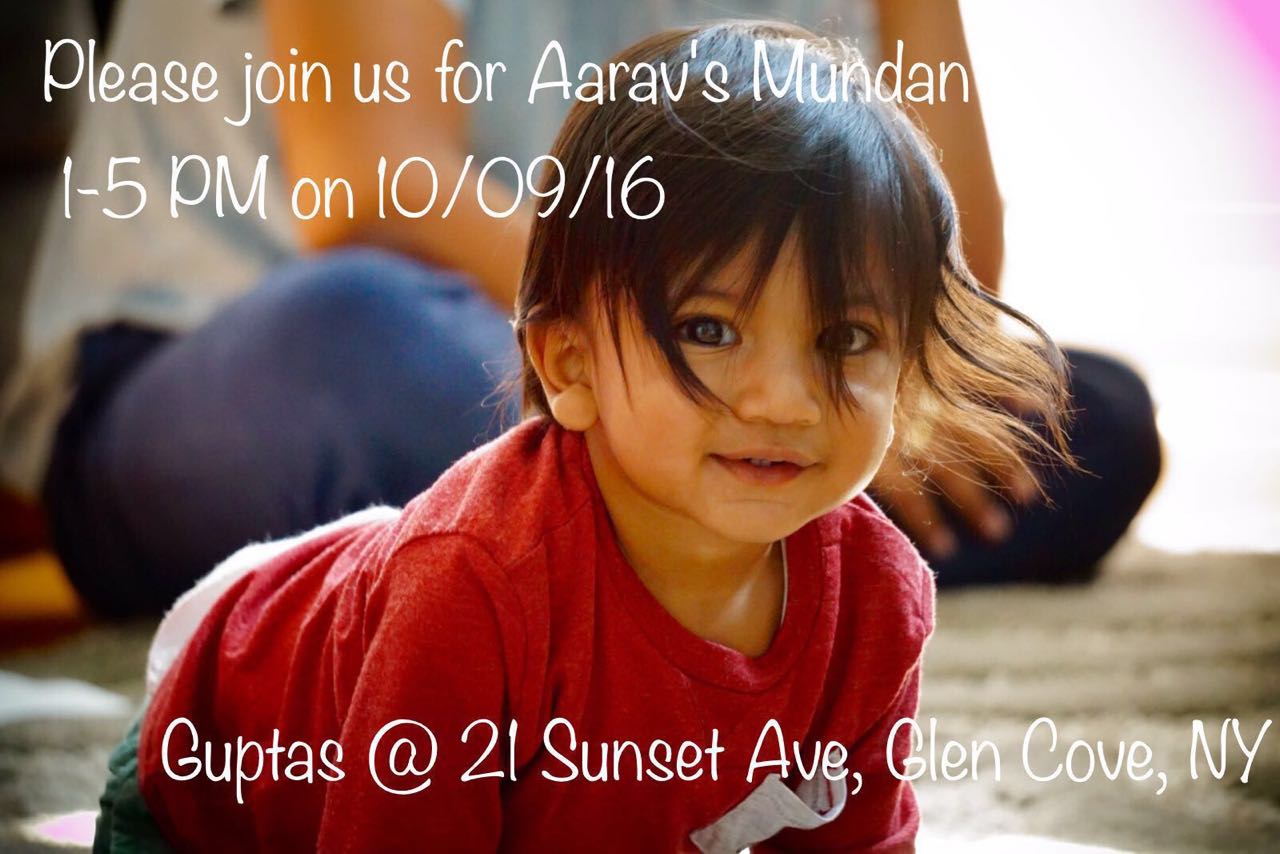 Please join us for Aarav's Mundan
1-5 PM on 10/09/16
Guptas @ 21 Sunset Ave, Glen Cove, NY